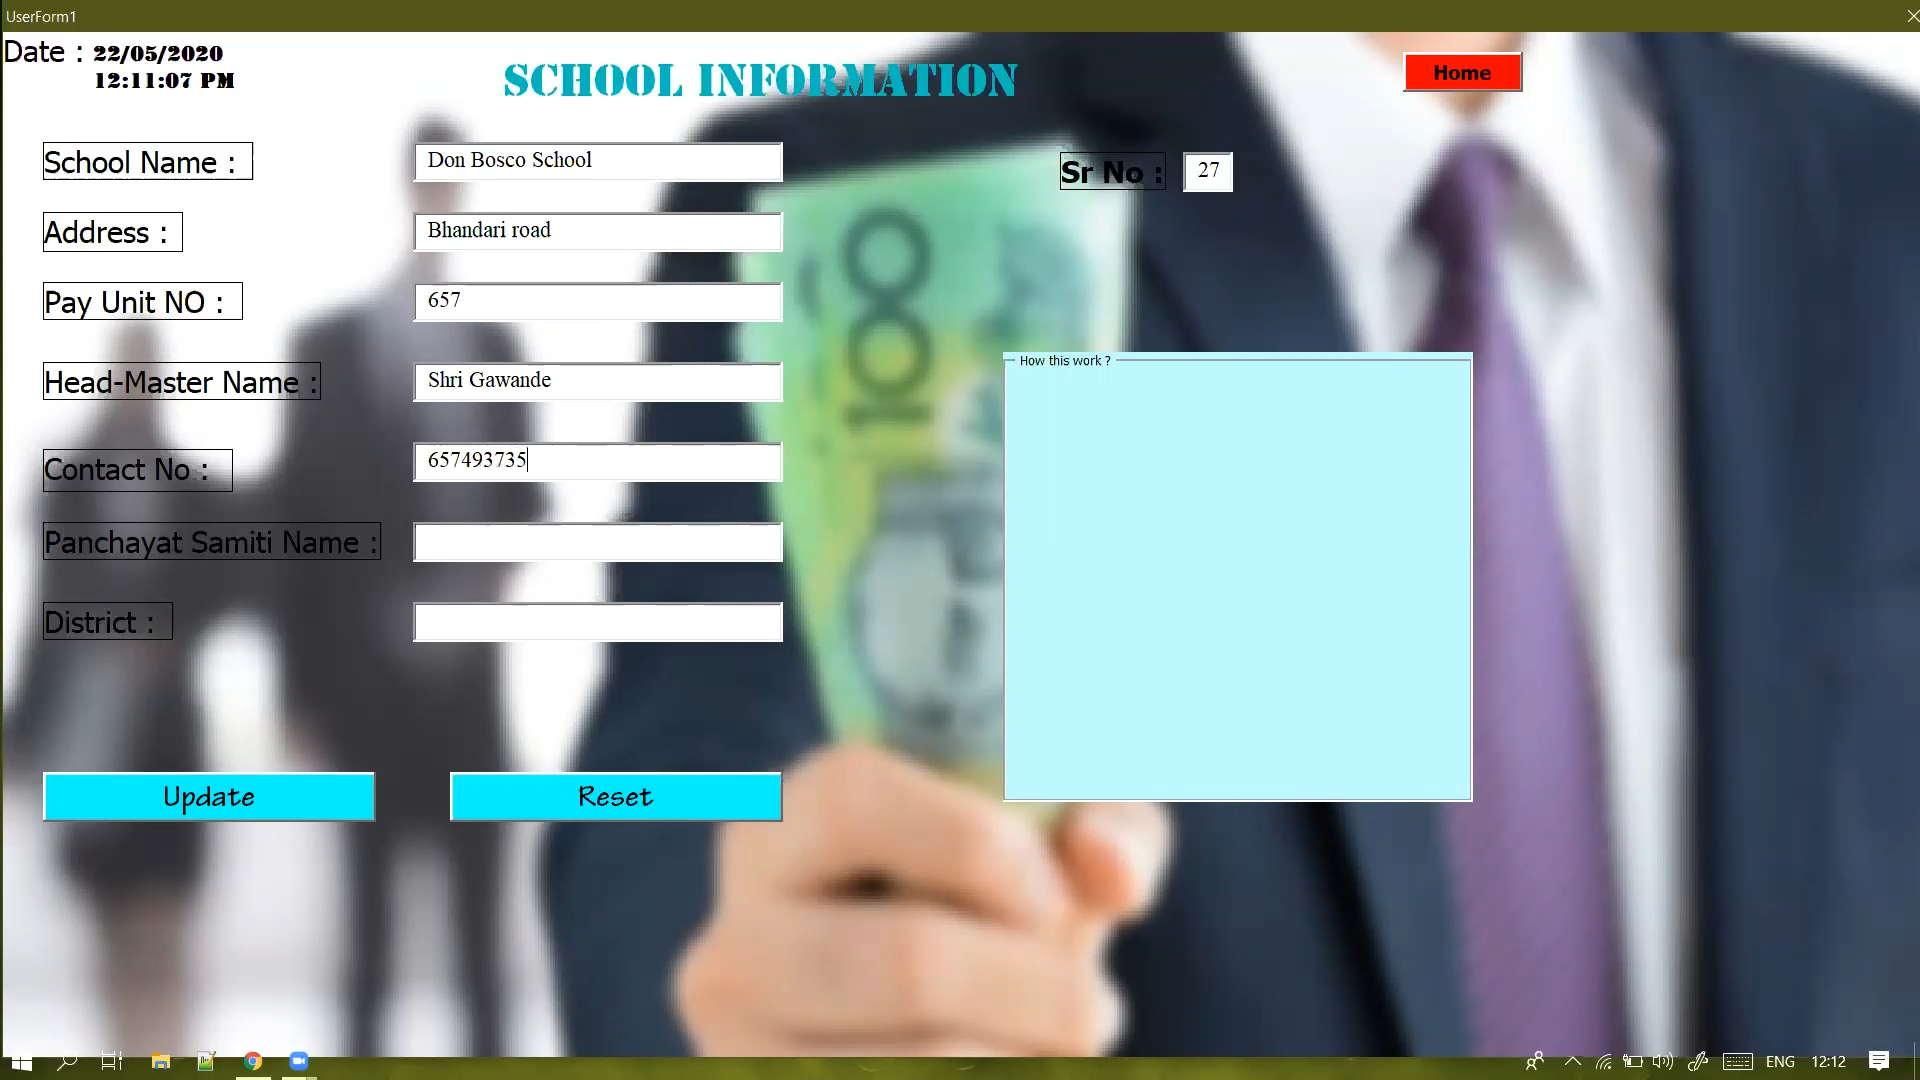 UserForm1
Date : 22/05/2020
12:11:07 PM
SCHOOL INFORMATION
Home
School Name :
Don Bosco School
Sr No :
27
Address :
Bhandari road
Pay Unit NO :
657
How this work ?
Head-Master Name :
Shri Gawande
Contact No :
657493735
Panchayat Samiti Name :
District :
Update
Reset
100
ENG
12:12